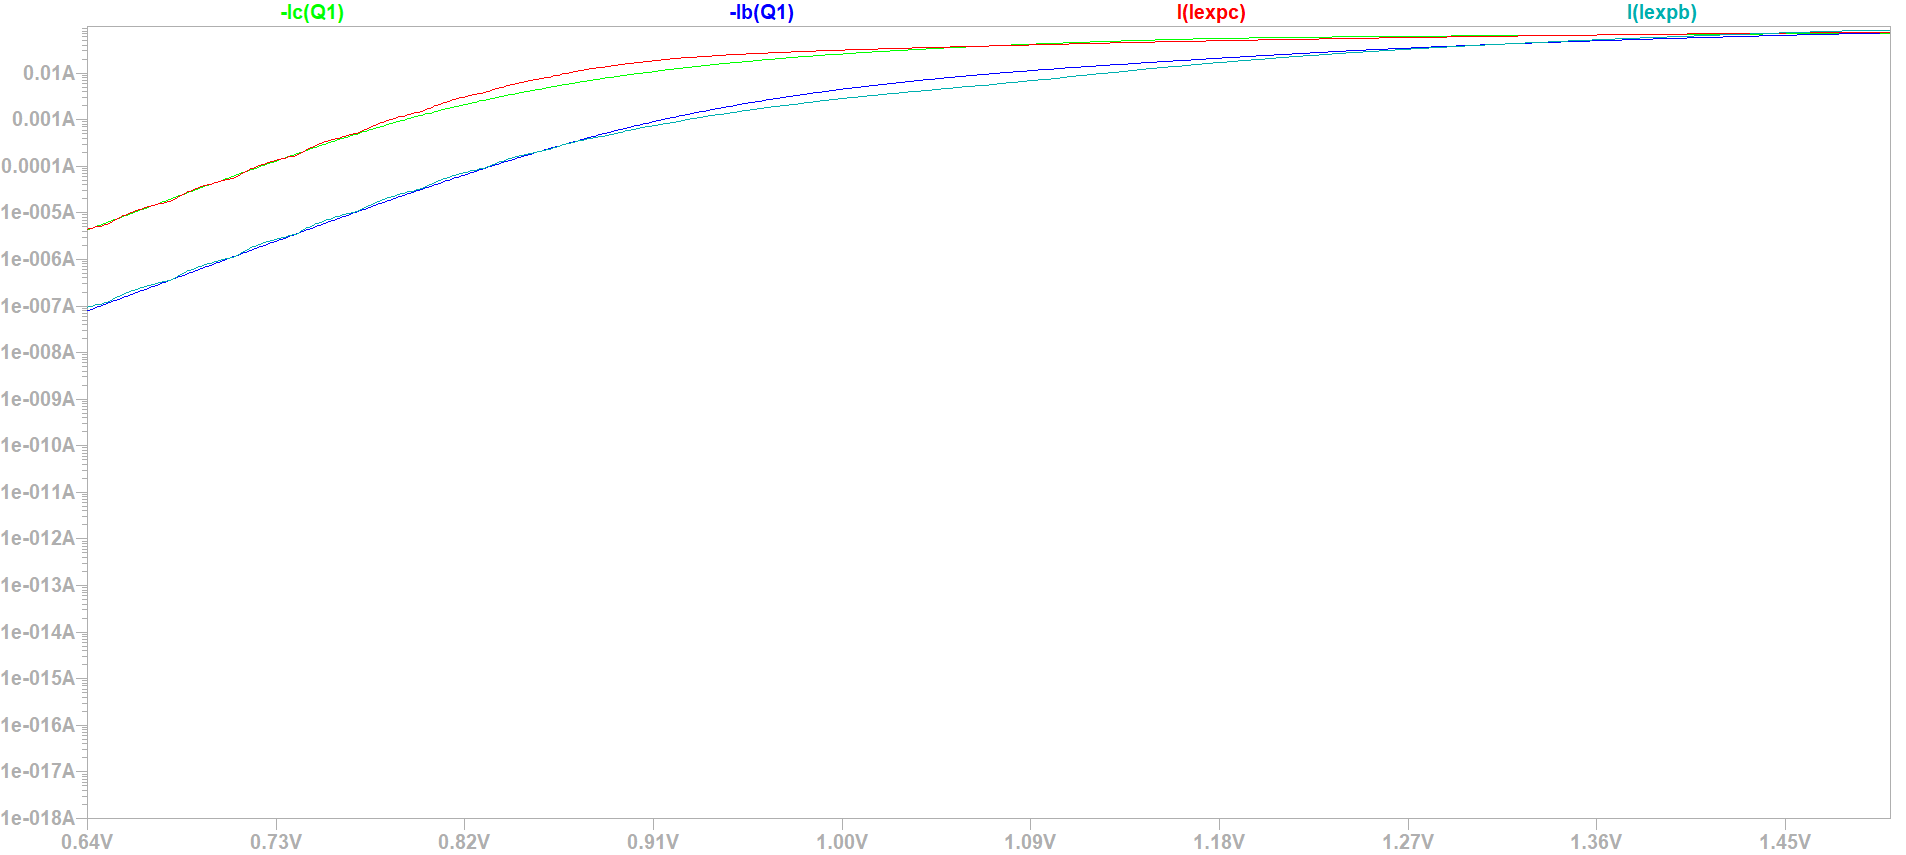 -Ic(Q1) -Ib(Q1) I(Iexpc) I(Iexpb)
0.01A
0.001A
0.0001A
1e-005A
1e-006A
1e-007A
1e-008A
1e-009A
1e-010A
1e-011A
1e-012A
1e-013A
1e-014A
1e-015A
1e-016A
1e-017A
1e-018A
0.64V 0.73V 0.82V 0.91V 1.00V 1.09V 1.18V 1.27V 1.36V 1.45V